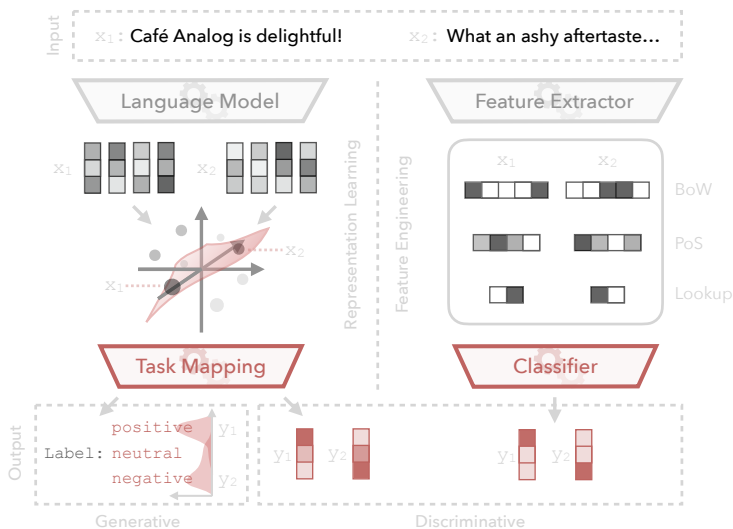 Input
x1: Café Analog is delightful!
x2: What an ashy aftertaste…
Language Model
Feature Extractor
x1
x2
x1
x2
Representation Learning
Feature Engineering
x1
x2
BoW
PoS
Lookup
Task Mapping
Classifier
Output
Label:
positive
neutral
negative
y1
y2
y1
y2
y1
y2
Generative
Discriminative